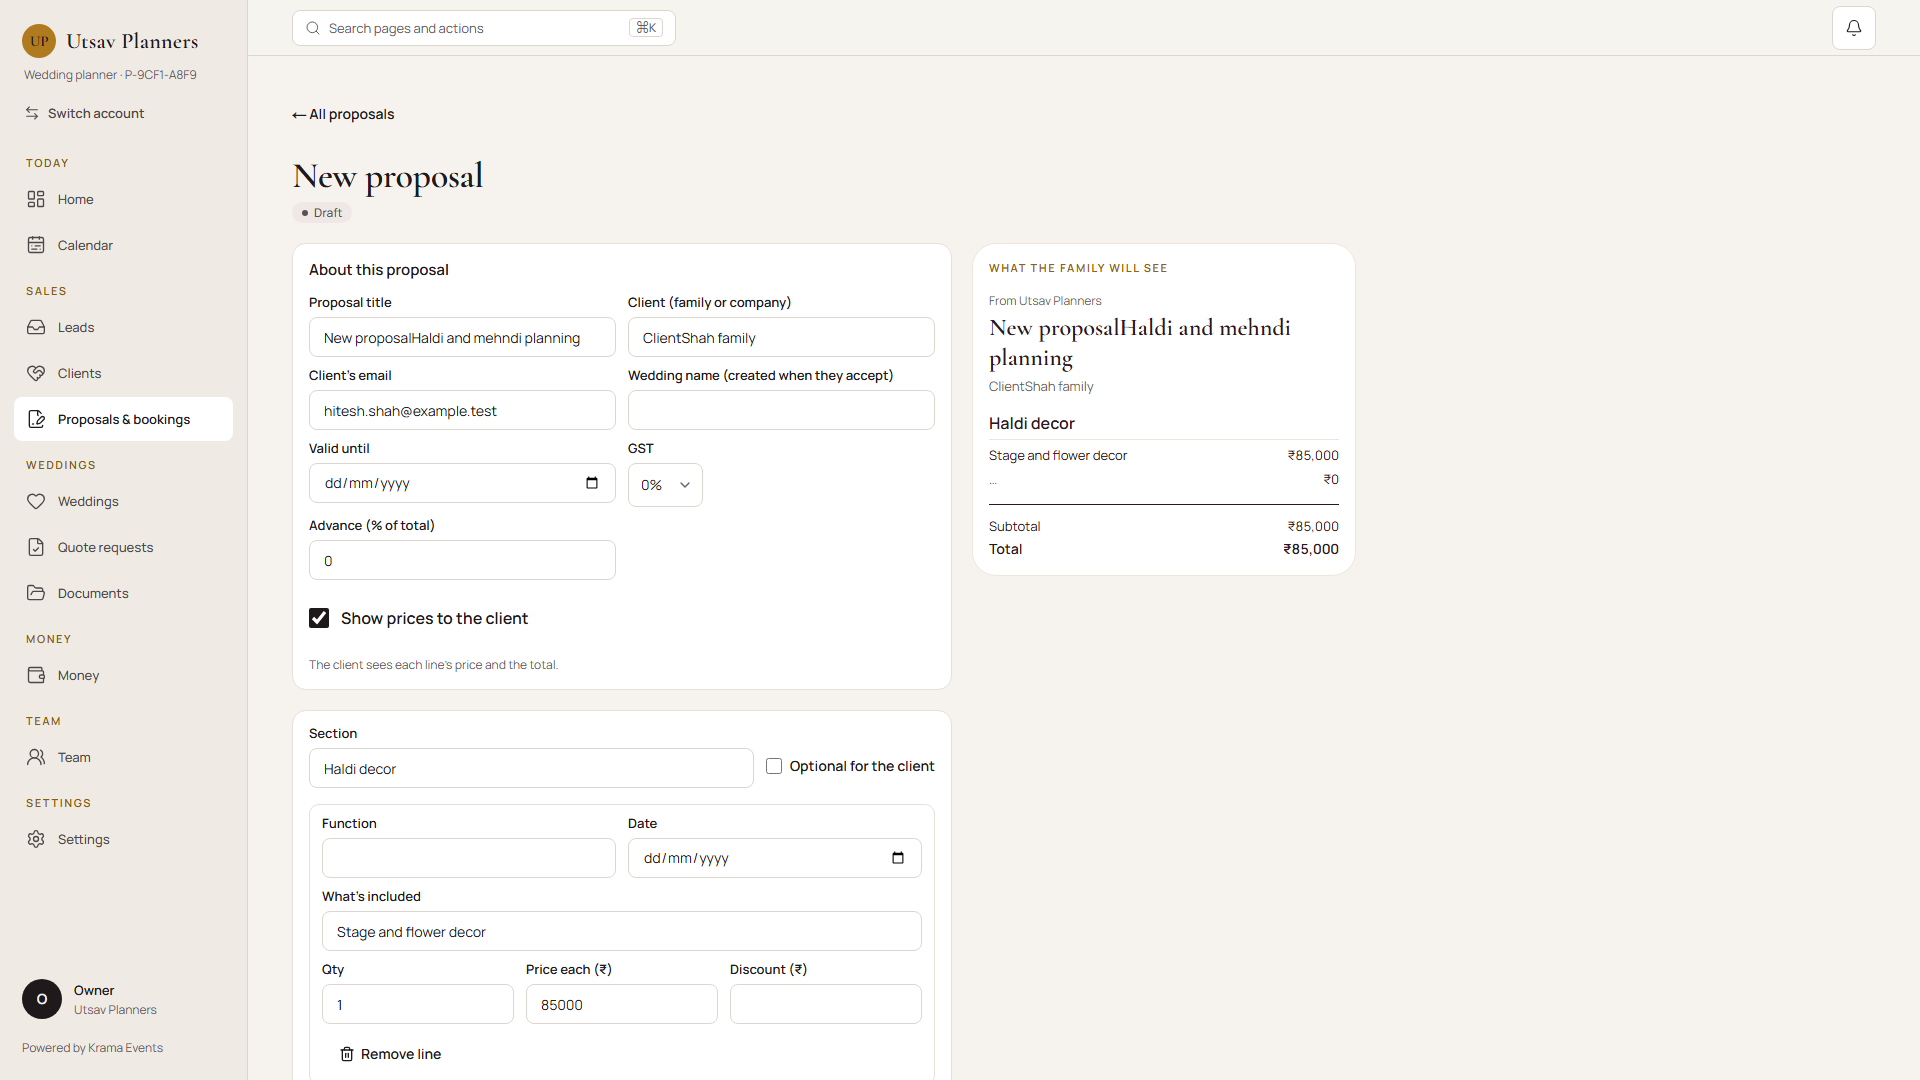 UP Utsav Planners
Wedding planner · P-9CF1-A8F9
Switch account
TODAY
Home
Calendar
SALES
Leads
Clients
Proposals & bookings
WEDDINGS
Weddings
Quote requests
Documents
MONEY
Money
TEAM
Team
SETTINGS
Settings
O
Owner
Utsav Planners
Powered by Krama Events
Search pages and actions ⌘K
← All proposals
New proposal
Draft
About this proposal
Proposal title
New proposalHaldi and mehndi planning
Client (family or company)
ClientShah family
Client's email
hitesh.shah@example.test
Wedding name (created when they accept)
Valid until
dd/mm/yyyy
GST
0%
Advance (% of total)
0
Show prices to the client
The client sees each line's price and the total.
Section
Haldi decor
Optional for the client
Function
Date
dd/mm/yyyy
What's included
Stage and flower decor
Qty
1
Price each (₹)
85000
Discount (₹)
Remove line
WHAT THE FAMILY WILL SEE
From Utsav Planners
New proposalHaldi and mehndi
planning
ClientShah family
Haldi decor
Stage and flower decor ₹85,000
… ₹0
Subtotal ₹85,000
Total ₹85,000